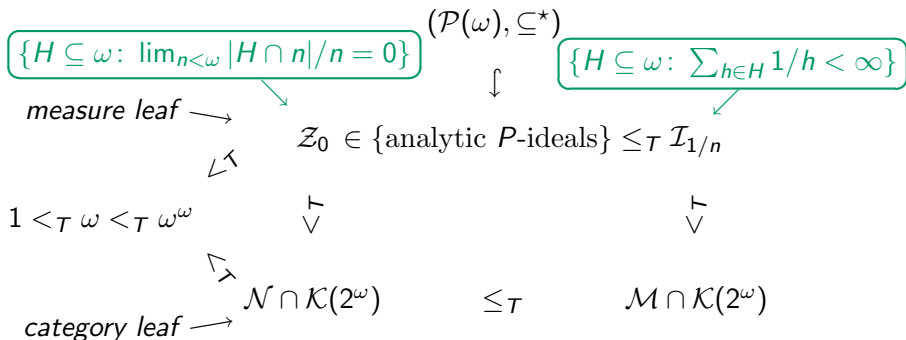 (𝒫(ω), ⊆*)
{H ⊆ ω: lim_{n<ω} |H ∩ n|/n = 0}
{H ⊆ ω: ∑_{h∈H} 1/h < ∞}
measure leaf
𝒵₀ ∈ {analytic P-ideals} ≤_T ℐ_{1/n}
<_T
1 <_T ω <_T ω^ω
<_T
<_T
<_T
𝒩 ∩ 𝒦(2^ω) ≤_T ℳ ∩ 𝒦(2^ω)
category leaf